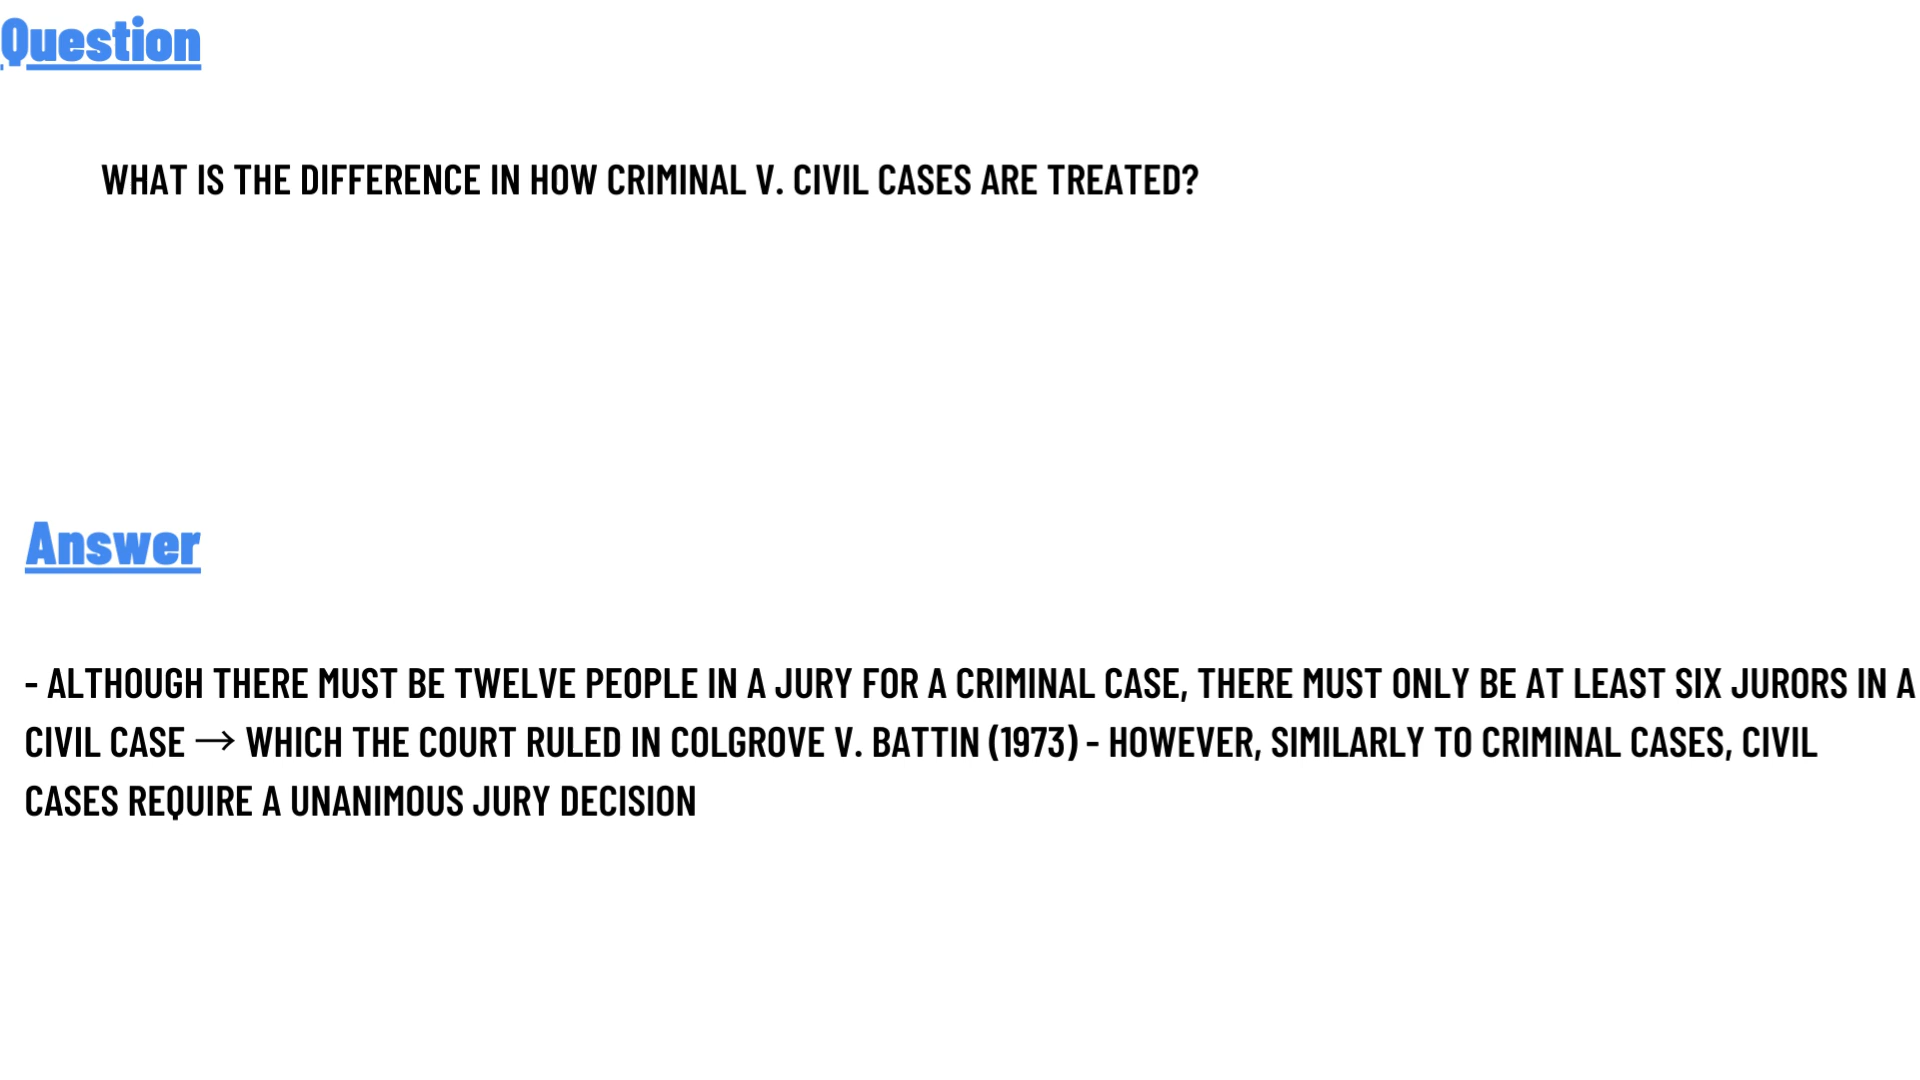 Question
WHAT IS THE DIFFERENCE IN HOW CRIMINAL V. CIVIL CASES ARE TREATED?
Answer
- ALTHOUGH THERE MUST BE TWELVE PEOPLE IN A JURY FOR A CRIMINAL CASE, THERE MUST ONLY BE AT LEAST SIX JURORS IN A
CIVIL CASE → WHICH THE COURT RULED IN COLGROVE V. BATTIN (1973) - HOWEVER, SIMILARLY TO CRIMINAL CASES, CIVIL
CASES REQUIRE A UNANIMOUS JURY DECISION